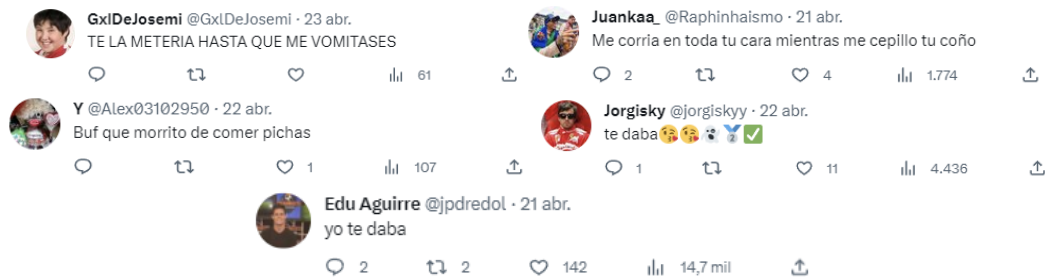 GxlDeJosemi @GxlDeJosemi · 23 abr.
TE LA METERIA HASTA QUE ME VOMITASES
61
Juankaa_ @Raphinhaismo · 21 abr.
Me corria en toda tu cara mientras me cepillo tu coño
2 4 1.774
Y @Alex03102950 · 22 abr.
Buf que morrito de comer pichas
1 107
Jorgisky @jorgiskyy · 22 abr.
te daba😘😘👻🥈✅
1 11 4.436
Edu Aguirre @jpdredol · 21 abr.
yo te daba
2 2 142 14,7 mil